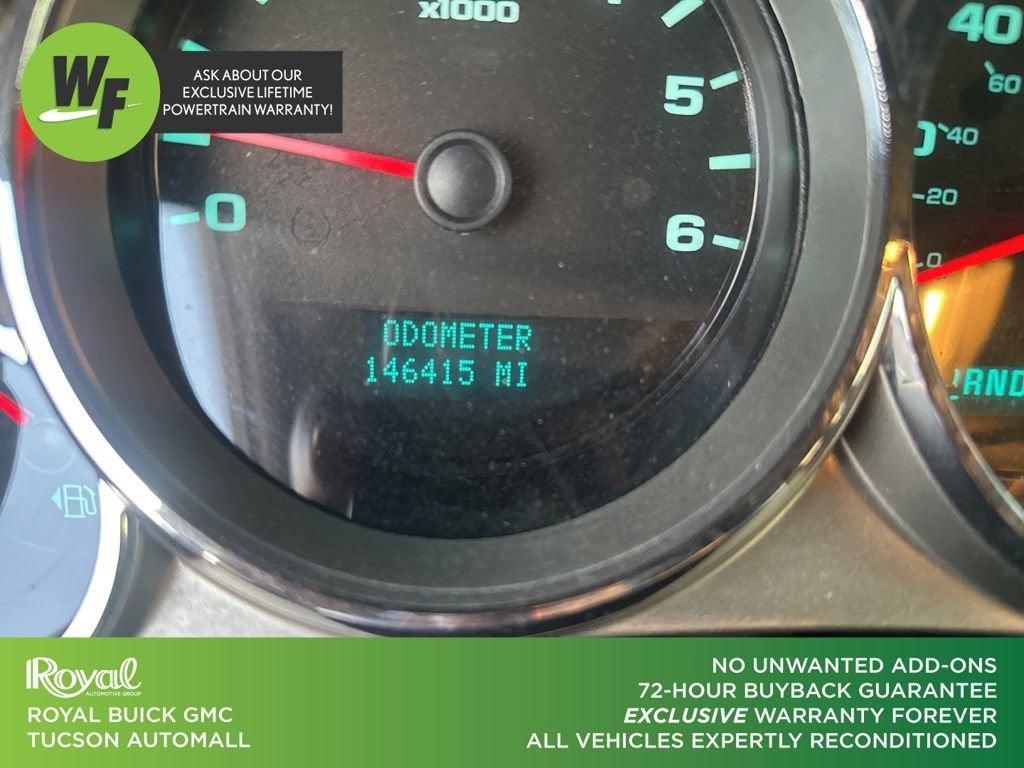 x1000
WF
ASK ABOUT OUR
EXCLUSIVE LIFETIME
POWERTRAIN WARRANTY!
5
6
0
40
60
40
20
0
ODOMETER
146415 MI
RND
Royal
AUTOMOTIVE GROUP
ROYAL BUICK GMC
TUCSON AUTOMALL
NO UNWANTED ADD-ONS
72-HOUR BUYBACK GUARANTEE
EXCLUSIVE WARRANTY FOREVER
ALL VEHICLES EXPERTLY RECONDITIONED